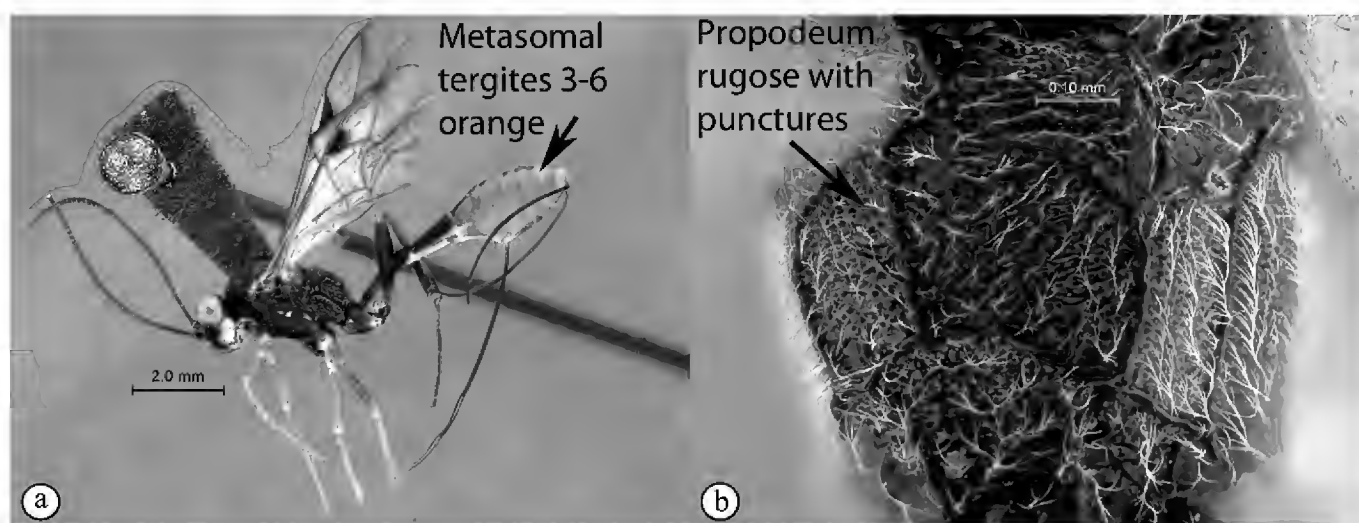 Metasomal
tergites 3-6
orange
2.0 mm
a
Propodeum
rugose with
punctures
0.10 mm
b